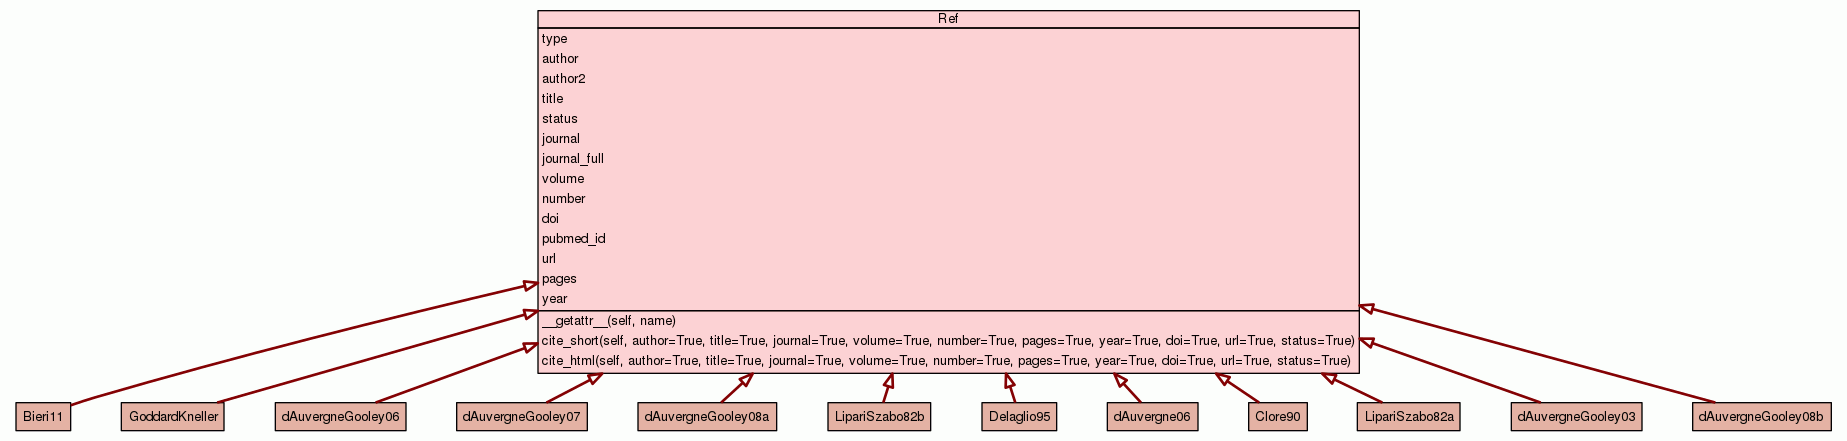 Ref
type
author
author2
title
status
journal
journal_full
volume
number
doi
pubmed_id
url
pages
year
__getattr__(self, name)
cite_short(self, author=True, title=True, journal=True, volume=True, number=True, pages=True, year=True, doi=True, url=True, status=True)
cite_html(self, author=True, title=True, journal=True, volume=True, number=True, pages=True, year=True, doi=True, url=True, status=True)
Bieri11
GoddardKneller
dAuvergneGooley06
dAuvergneGooley07
dAuvergneGooley08a
LipariSzabo82b
Delaglio95
dAuvergne06
Clore90
LipariSzabo82a
dAuvergneGooley03
dAuvergneGooley08b